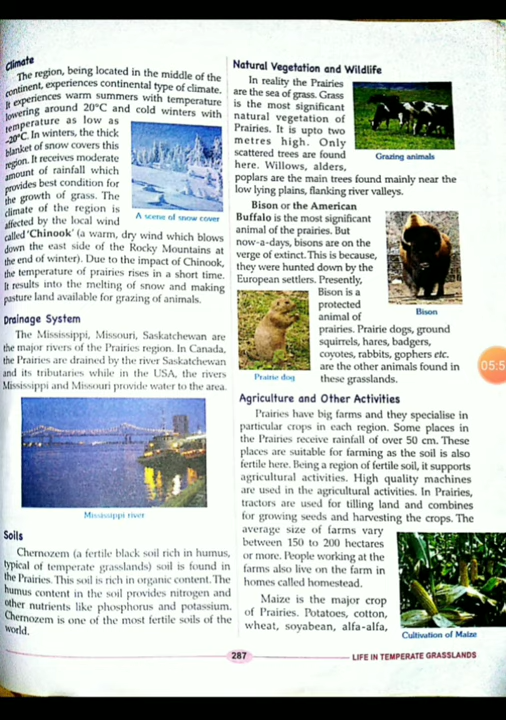 Climate
The region, being located in the middle of the
continent, experiences continental type of climate.
It experiences warm summers with temperature
lowering around 20°C and cold winters with
temperature as low as
-20°C. In winters, the thick
blanket of snow covers this
region. It receives moderate
amount of rainfall which
provides best condition for
the growth of grass. The
climate of the region is
affected by the local wind
A scene of snow cover
called 'Chinook' (a warm, dry wind which blows
down the east side of the Rocky Mountains at
the end of winter). Due to the impact of Chinook,
the temperature of prairies rises in a short time.
It results into the melting of snow and making
pasture land available for grazing of animals.
Drainage System
The Mississippi, Missouri, Saskatchewan are
the major rivers of the Prairies region. In Canada,
the Prairies are drained by the river Saskatchewan
and its tributaries while in the USA, the rivers
Mississippi and Missouri provide water to the area.
Mississippi river
Soils
Chernozem (a fertile black soil rich in humus,
typical of temperate grasslands) soil is found in
the Prairies. This soil is rich in organic content. The
humus content in the soil provides nitrogen and
other nutrients like phosphorus and potassium.
Chernozem is one of the most fertile soils of the
world.
Natural Vegetation and Wildlife
In reality the Prairies
are the sea of grass. Grass
is the most significant
natural vegetation of
Prairies. It is upto two
metres high. Only
scattered trees are found
here. Willows, alders,
Grazing animals
poplars are the main trees found mainly near the
low lying plains, flanking river valleys.
Bison or the American
Buffalo is the most significant
animal of the prairies. But
now-a-days, bisons are on the
verge of extinct. This is because,
they were hunted down by the
European settlers. Presently,
Bison
Bison is a
protected
animal of
prairies. Prairie dogs, ground
squirrels, hares, badgers,
coyotes, rabbits, gophers etc.
are the other animals found in
these grasslands.
Prairie dog
05:5
Agriculture and Other Activities
Prairies have big farms and they specialise in
particular crops in each region. Some places in
the Prairies receive rainfall of over 50 cm. These
places are suitable for farming as the soil is also
fertile here. Being a region of fertile soil, it supports
agricultural activities. High quality machines
are used in the agricultural activities. In Prairies,
tractors are used for tilling land and combines
for growing seeds and harvesting the crops. The
average size of farms vary
between 150 to 200 hectares
or more. People working at the
farms also live on the farm in
homes called homestead.
Maize is the major crop
of Prairies. Potatoes, cotton,
wheat, soyabean, alfa-alfa,
Cultivation of Maize
287
LIFE IN TEMPERATE GRASSLANDS